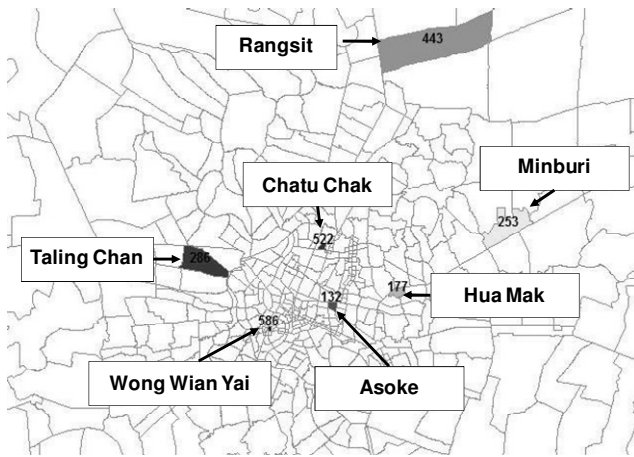 Rangsit
443
Minburi
Chatu Chak
253
522
Taling Chan
286
177
Hua Mak
132
586
Wong Wian Yai
Asoke